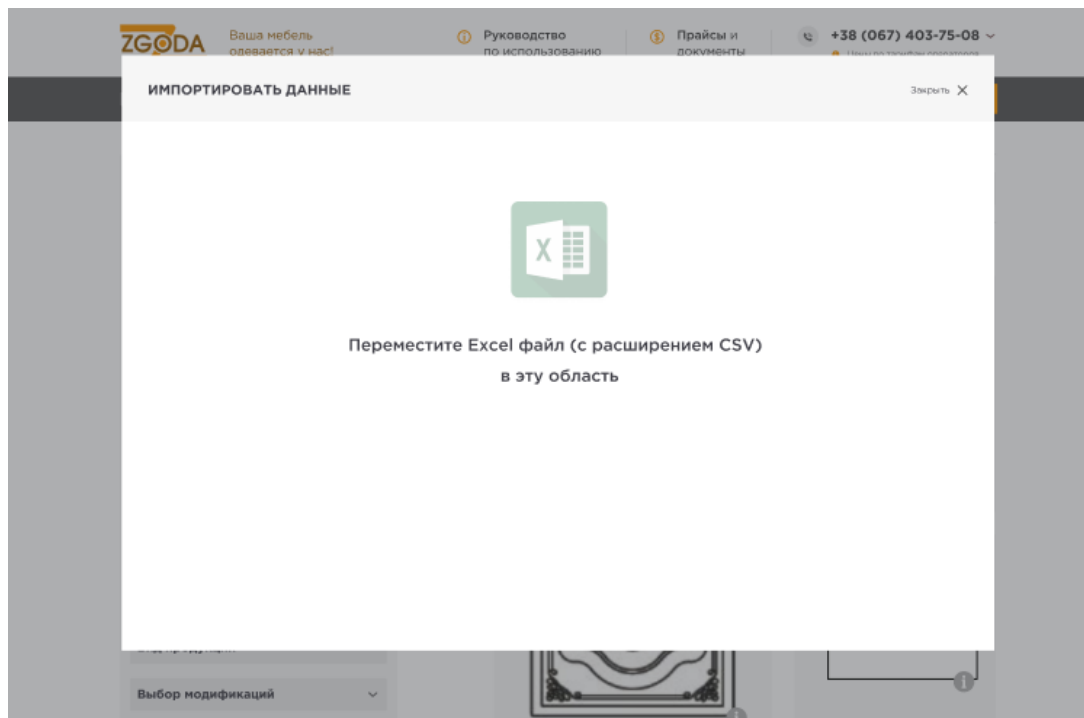 ZGODA
Ваша мебель
одевается у нас!
Руководство
по использованию
Прайсы и
документы
+38 (067) 403-75-08
ИМПОРТИРОВАТЬ ДАННЫЕ
Закрыть X
X
Переместите Excel файл (с расширением CSV)
в эту область
Выбор модификаций